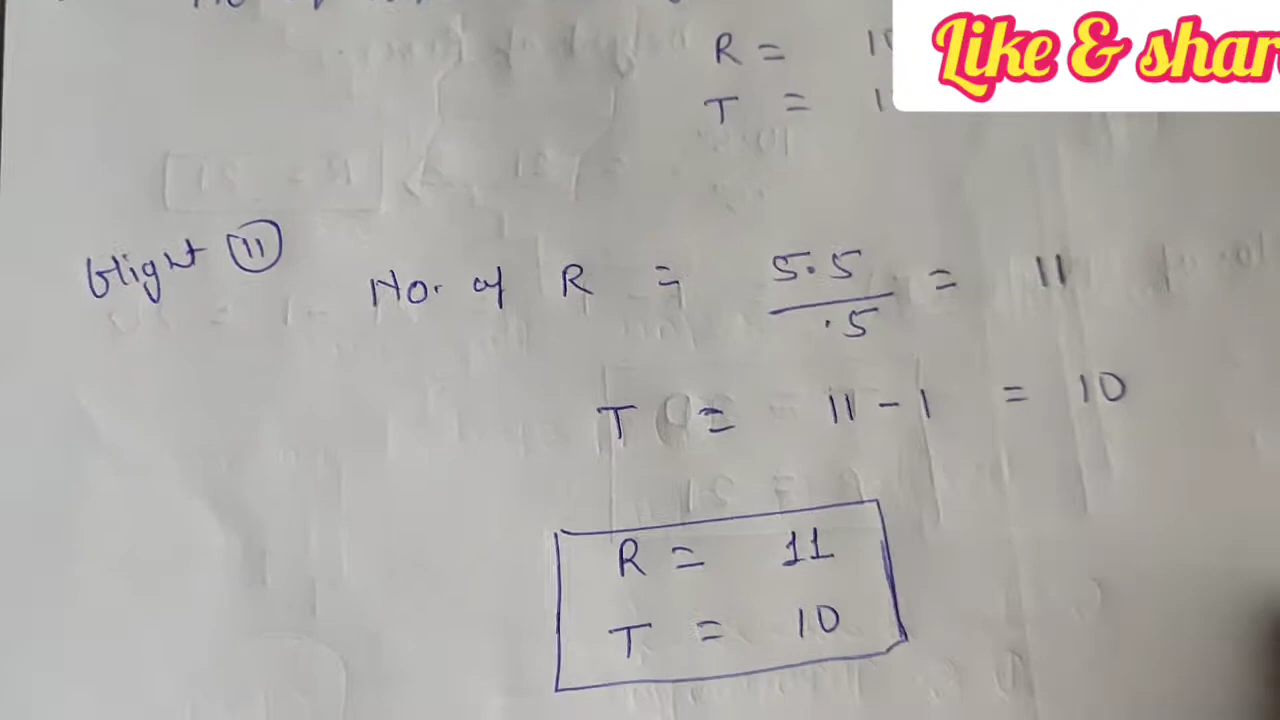 R =
T =
Like & shar
flight 11
No. of R = 5.5 / .5 = 11
T = 11 - 1 = 10
R = 11
T = 10